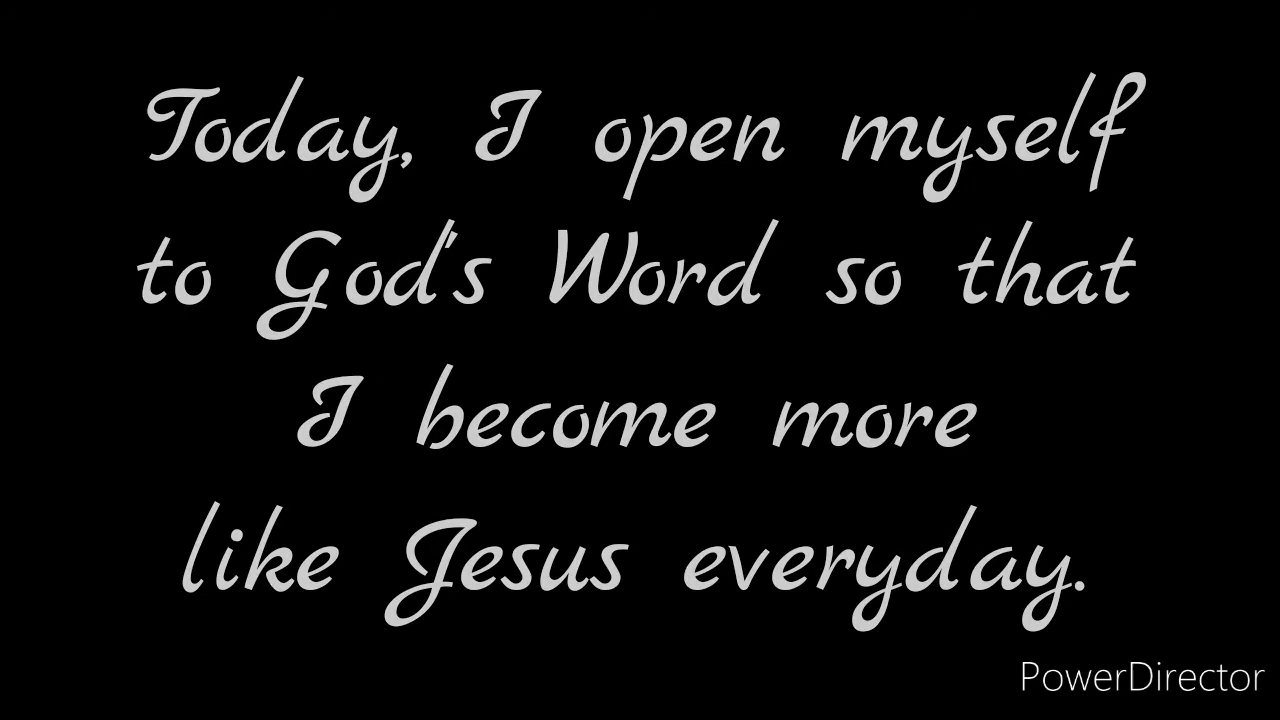 Today, I open myself
to God's Word so that
I become more
like Jesus everyday.
PowerDirector